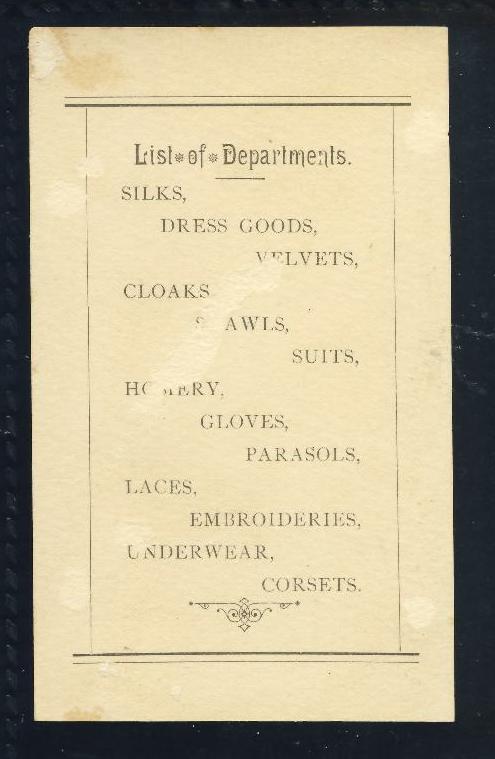 List of Departments.
SILKS,
DRESS GOODS,
VELVETS,
CLOAKS
SUITS,
GLOVES,
PARASOLS,
LACES,
EMBROIDERIES,
UNDERWEAR,
CORSETS.